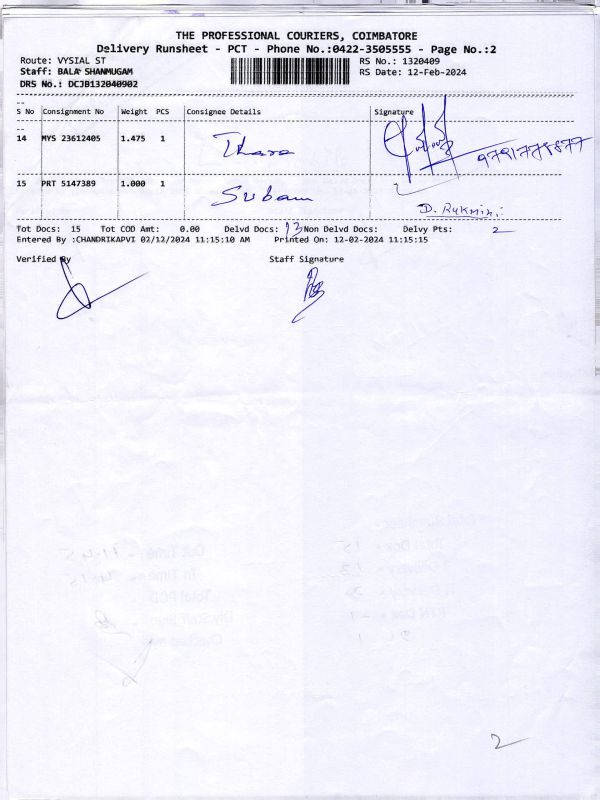 THE PROFESSIONAL COURIERS, COIMBATORE
Delivery Runsheet - PCT - Phone No.:0422-3505555 - Page No.:2
Route: VYSIAL ST RS No.: 1320409
Staff: BALA SHANMUGAM RS Date: 12-Feb-2024
DRS No.: DCJB132040902
S No Consignment No Weight PCS Consignee Details Signature
14 MYS 23612405 1.475 1 Thara
15 PRT 5147389 1.000 1 Subam
D. Rukmini
Tot Docs: 15 Tot COD Amt: 0.00 Delvd Docs: 13 Non Delvd Docs: Delvy Pts: 2
Entered By :CHANDRIKAPVI 02/12/2024 11:15:10 AM Printed On: 12-02-2024 11:15:15
Verified By Staff Signature
2